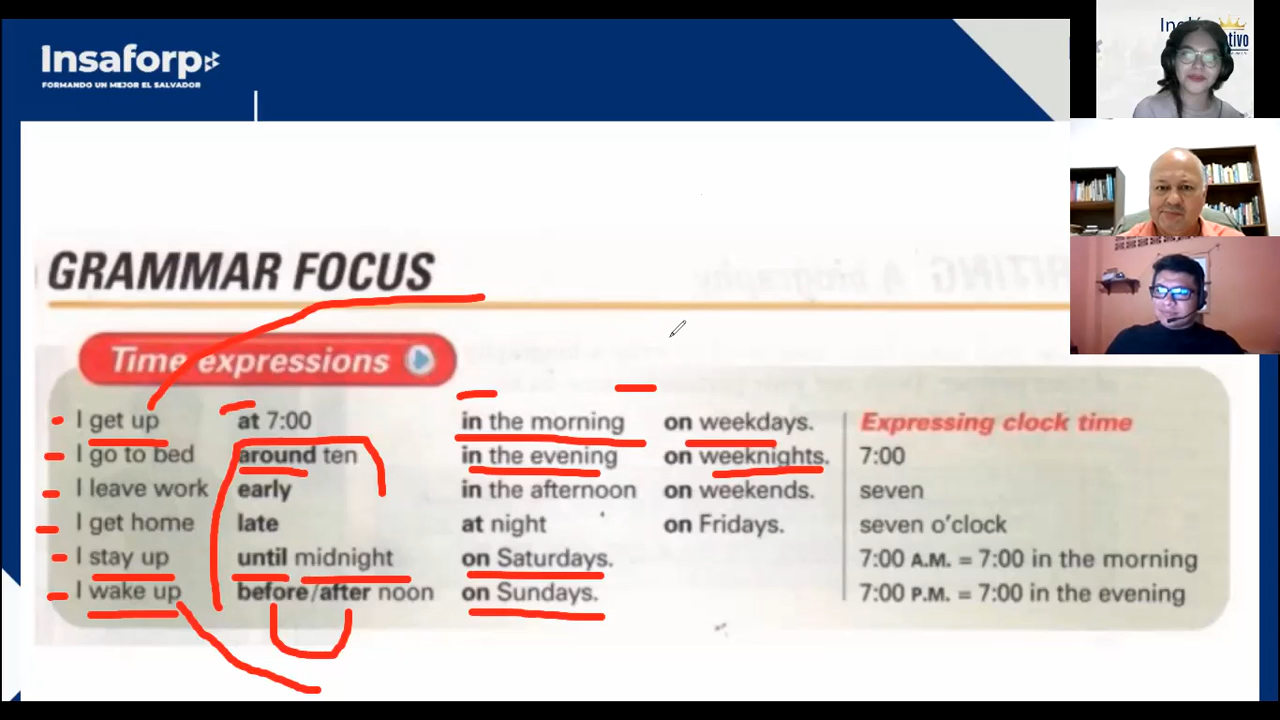 Insaforp
FORMANDO UN MEJOR EL SALVADOR
GRAMMAR FOCUS
Time expressions
I get up at 7:00 in the morning on weekdays.
I go to bed around ten in the evening on weeknights.
I leave work early in the afternoon on weekends.
I get home late at night on Fridays.
I stay up until midnight on Saturdays.
I wake up before/after noon on Sundays.
Expressing clock time
7:00
seven
seven o'clock
7:00 A.M. = 7:00 in the morning
7:00 P.M. = 7:00 in the evening